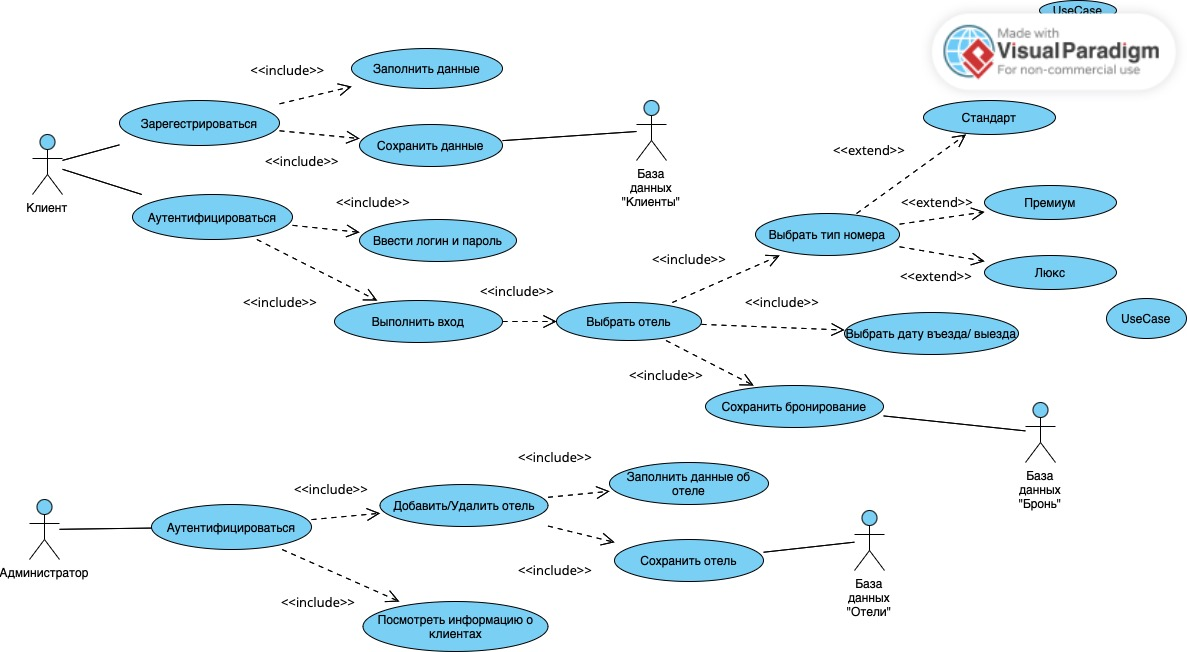 UseCase
Made with
VisualParadigm
For non-commercial use
<<include>>
Заполнить данные
Зарегестрироваться
<<include>>
Сохранить данные
База
данных
"Клиенты"
Клиент
Аутентифицироваться
<<include>>
Ввести логин и пароль
<<include>>
Выполнить вход
<<include>>
Выбрать отель
<<include>>
Выбрать тип номера
<<extend>>
Стандарт
<<extend>>
Премиум
<<extend>>
Люкс
<<include>>
Выбрать дату въезда/ выезда
UseCase
<<include>>
Сохранить бронирование
База
данных
"Бронь"
Администратор
Аутентифицироваться
<<include>>
Добавить/Удалить отель
<<include>>
Заполнить данные об
отеле
<<include>>
Сохранить отель
База
данных
"Отели"
<<include>>
Посмотреть информацию о
клиентах